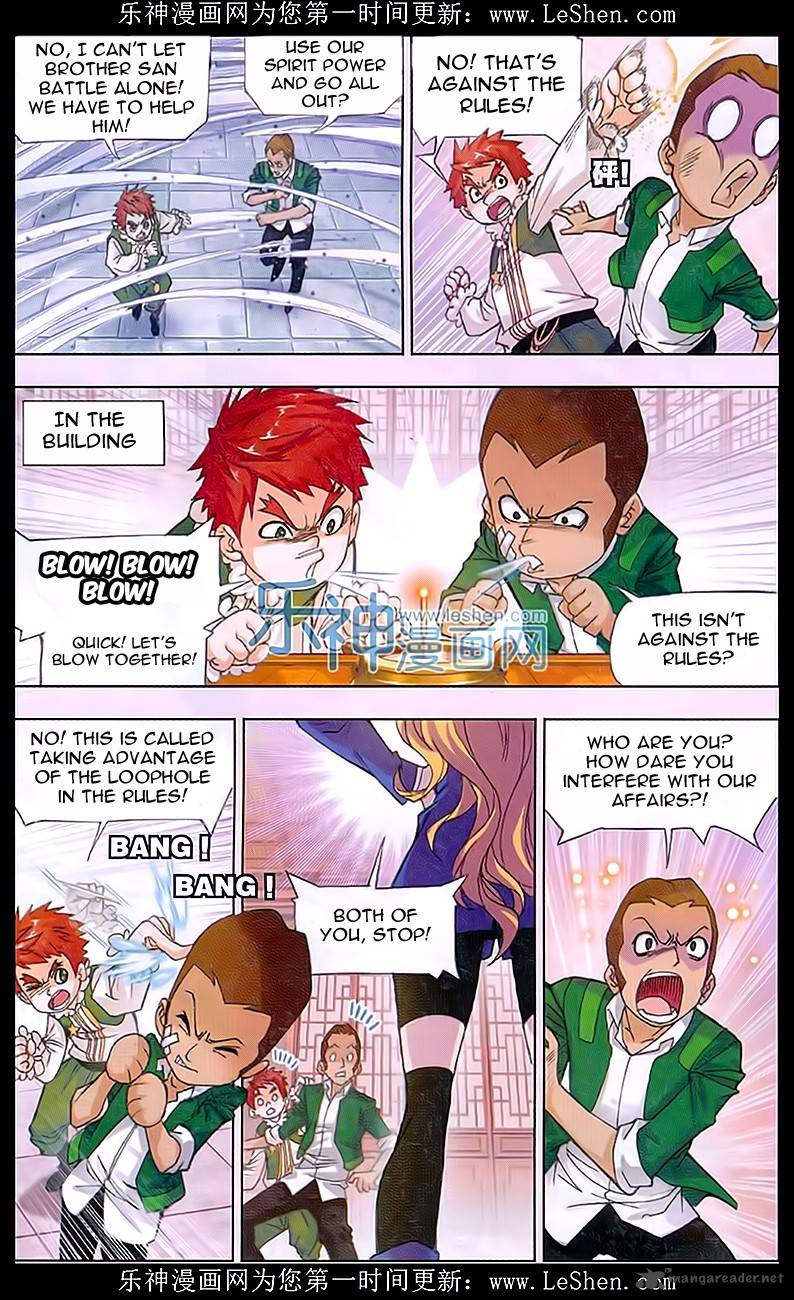 乐神漫画网为您第一时间更新：www.LeShen.com
NO, I CAN'T LET
BROTHER SAN
BATTLE ALONE!
WE HAVE TO HELP
HIM!
USE OUR
SPIRIT POWER
AND GO ALL
OUT?
NO! THAT'S
AGAINST THE
RULES!
砰!
IN THE
BUILDING
BLOW! BLOW!
BLOW!
QUICK! LET'S
BLOW TOGETHER!
乐神漫画网
www.leshen.com
THIS ISN'T
AGAINST THE
RULES?
NO! THIS IS CALLED
TAKING ADVANTAGE
OF THE LOOPHOLE
IN THE RULES!
BANG!
BANG!
BOTH OF
YOU, STOP!
WHO ARE YOU?
HOW DARE YOU
INTERFERE WITH OUR
AFFAIRS?!
乐神漫画网为您第一时间更新：www.LeShen.com
mangareader.net